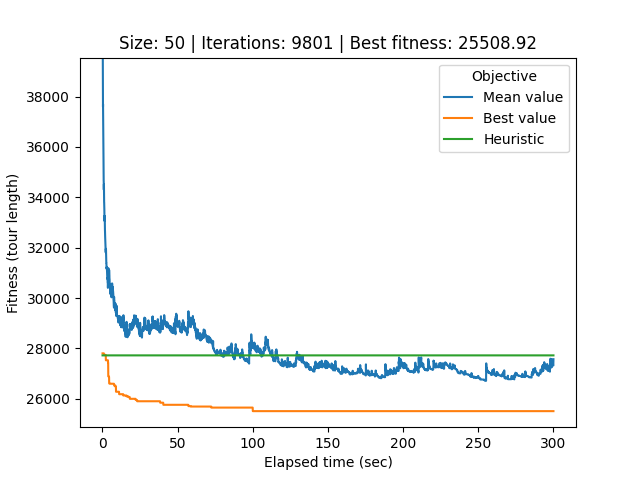 Size: 50 | Iterations: 9801 | Best fitness: 25508.92
Objective
Mean value
Best value
Heuristic
Fitness (tour length)
38000
36000
34000
32000
30000
28000
26000
0 50 100 150 200 250 300
Elapsed time (sec)